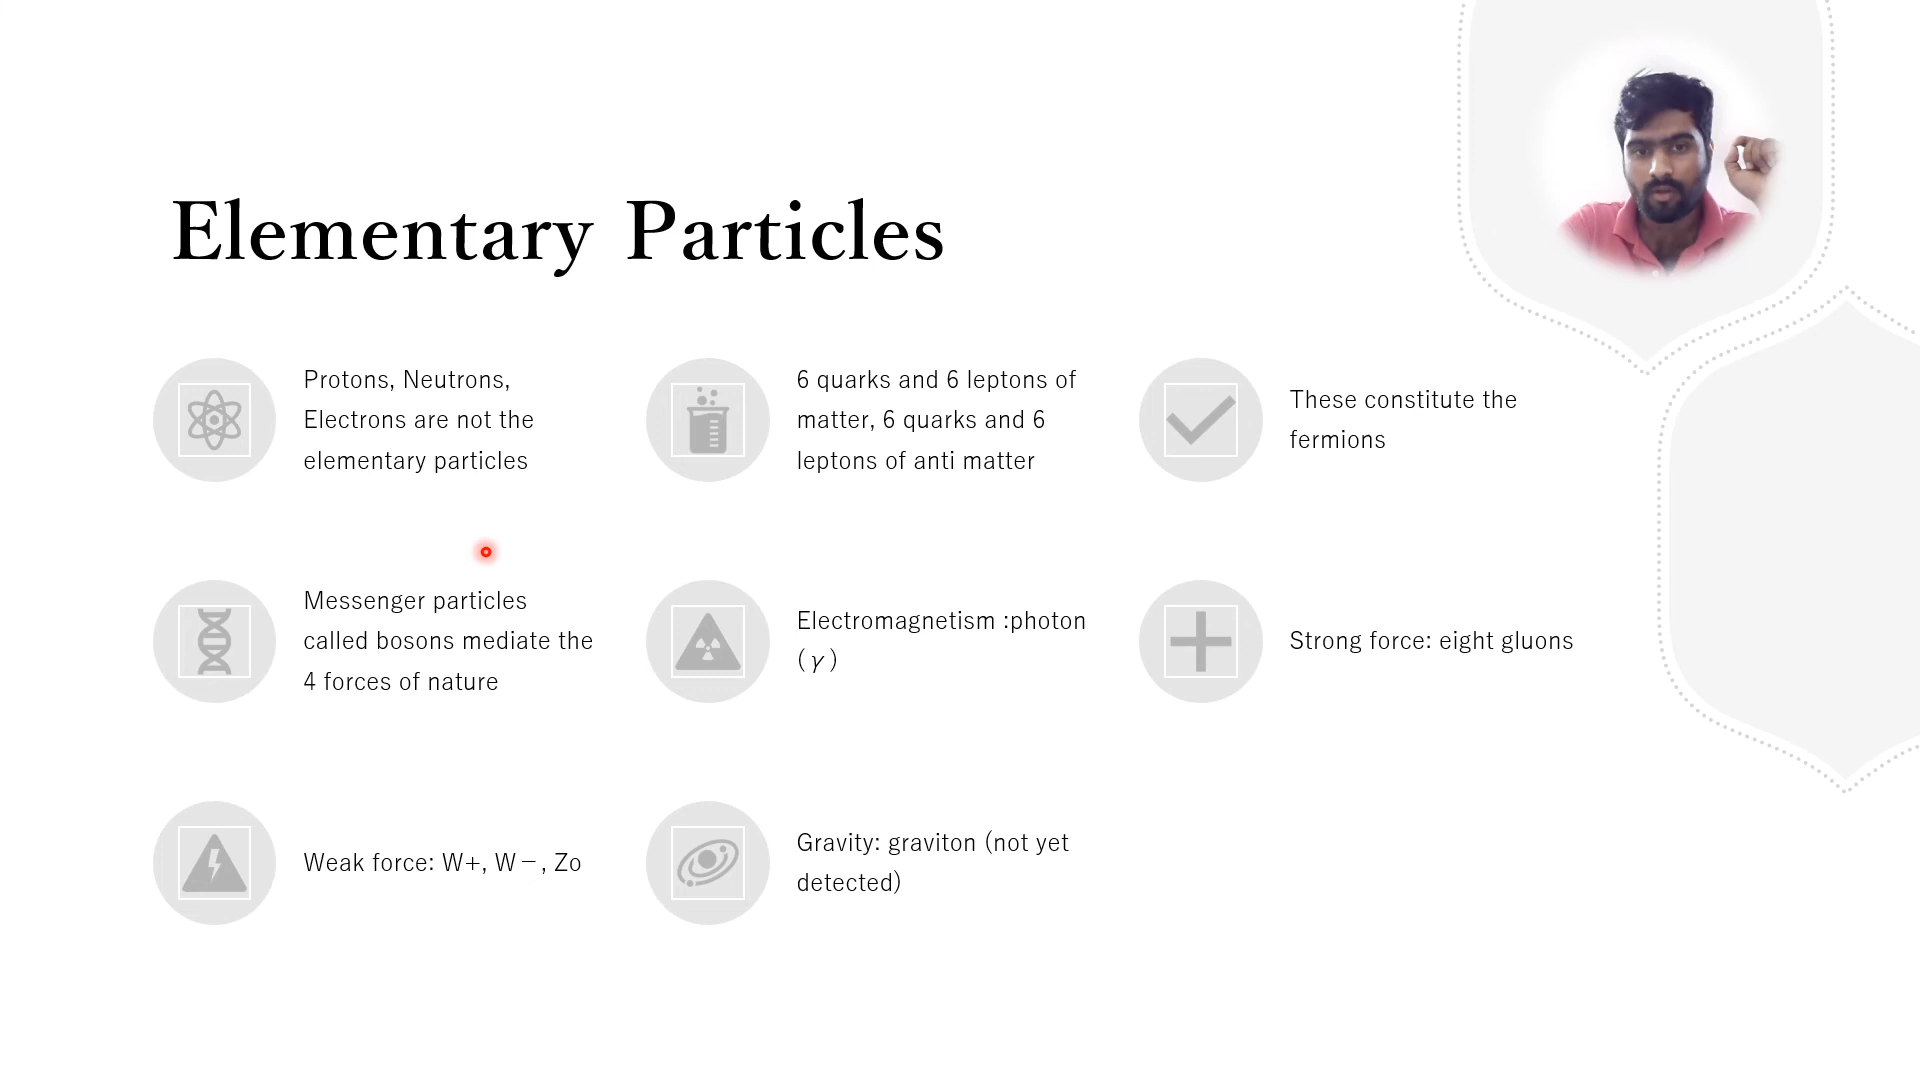 Elementary Particles
Protons, Neutrons,
Electrons are not the
elementary particles
6 quarks and 6 leptons of
matter, 6 quarks and 6
leptons of anti matter
These constitute the
fermions
Messenger particles
called bosons mediate the
4 forces of nature
Electromagnetism :photon
(γ)
Strong force: eight gluons
Weak force: W+, W−, Zo
Gravity: graviton (not yet
detected)